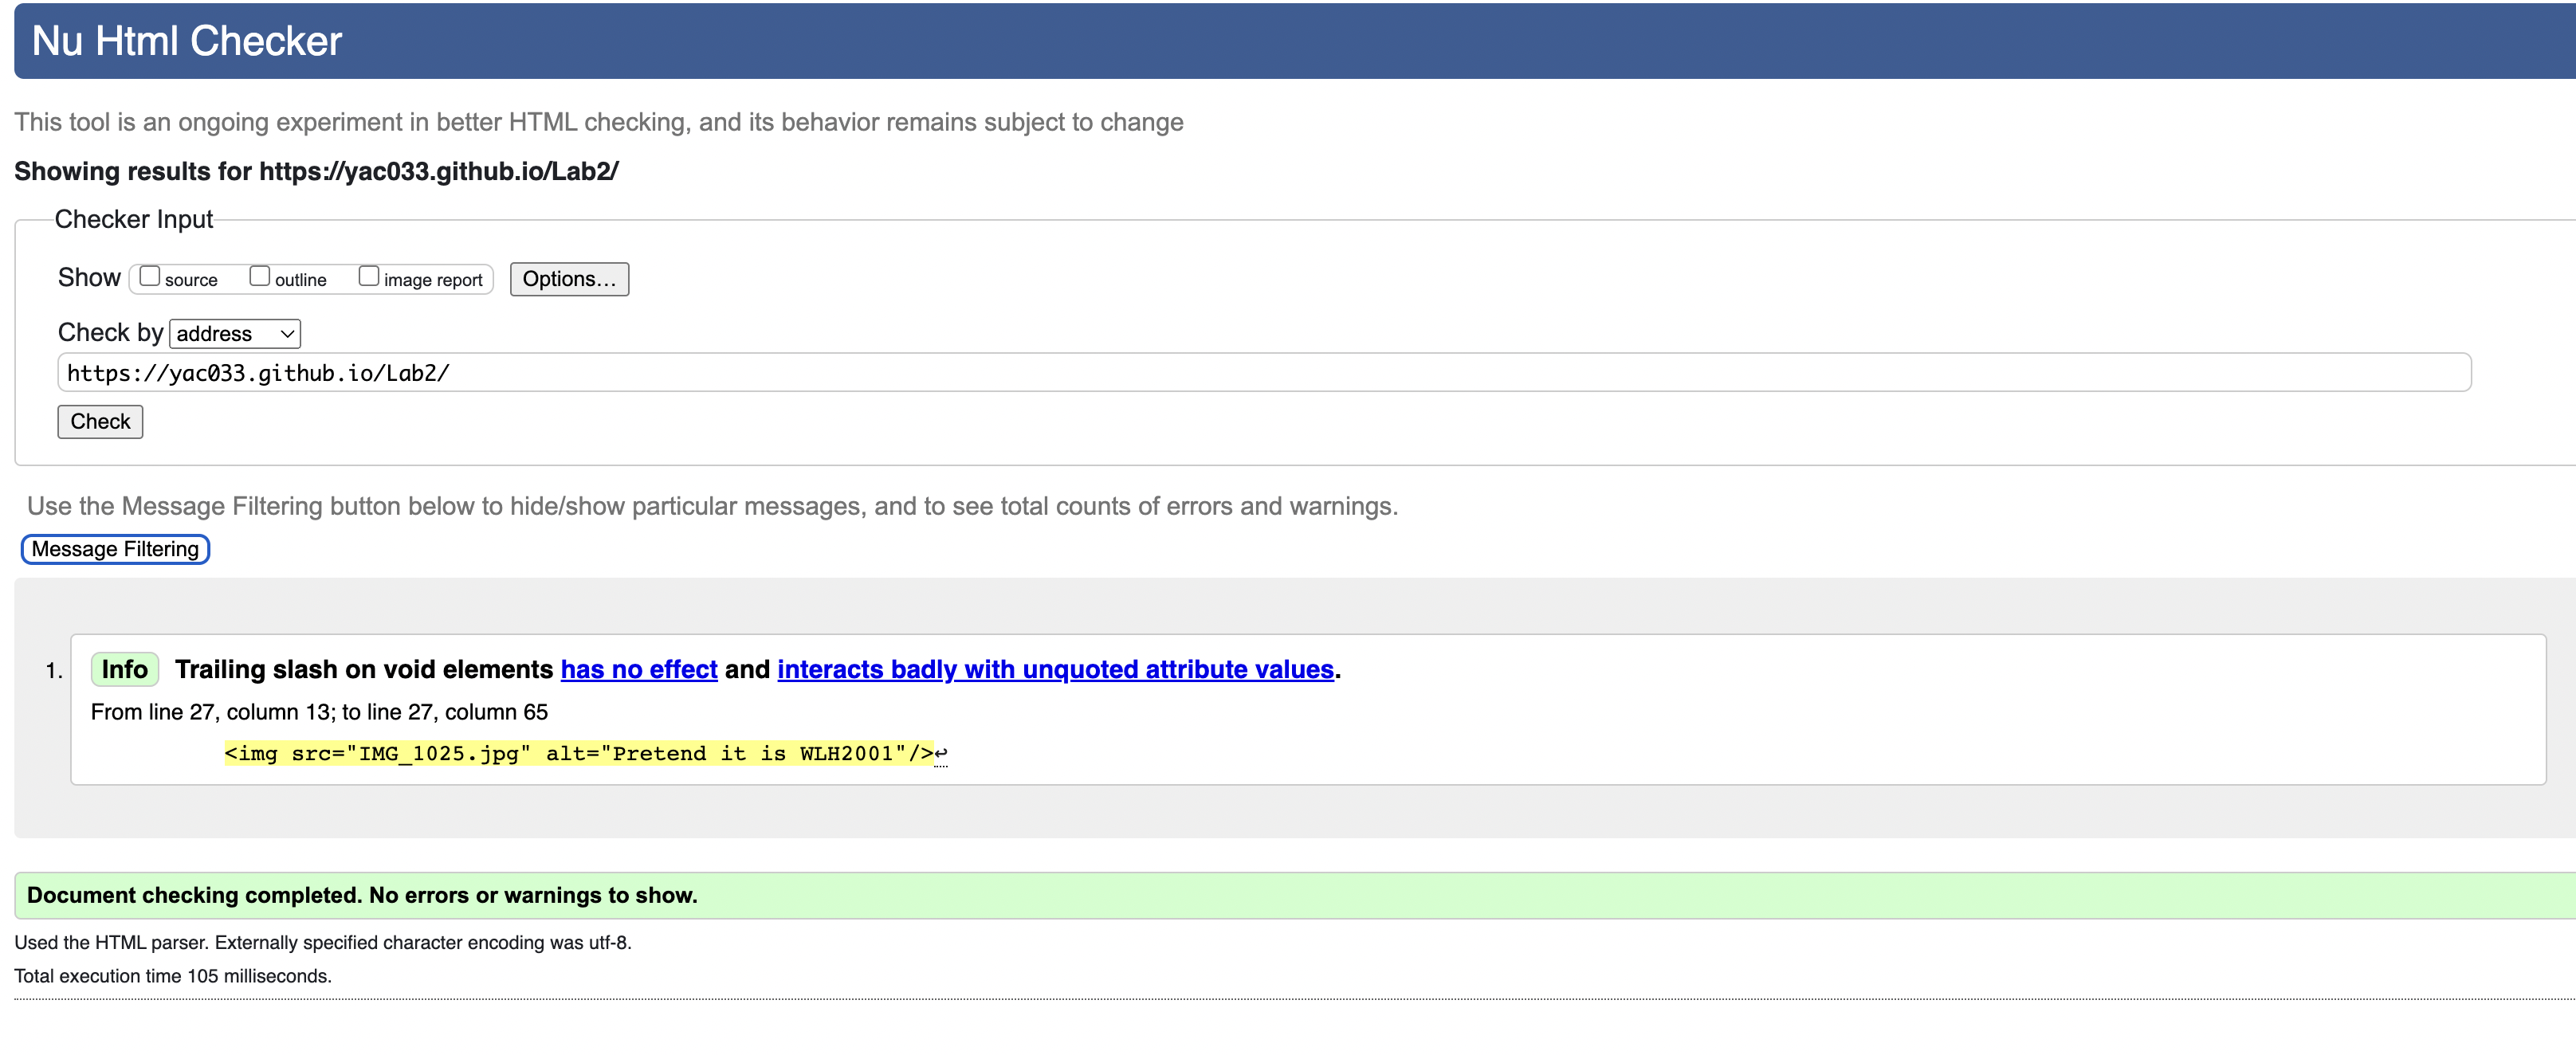 Nu Html Checker
This tool is an ongoing experiment in better HTML checking, and its behavior remains subject to change
Showing results for https://yac033.github.io/Lab2/
Checker Input
Show source outline image report Options...
Check by address
https://yac033.github.io/Lab2/
Check
Use the Message Filtering button below to hide/show particular messages, and to see total counts of errors and warnings.
Message Filtering
1. Info Trailing slash on void elements has no effect and interacts badly with unquoted attribute values.
From line 27, column 13; to line 27, column 65
<img src="IMG_1025.jpg" alt="Pretend it is WLH2001"/>↩
Document checking completed. No errors or warnings to show.
Used the HTML parser. Externally specified character encoding was utf-8.
Total execution time 105 milliseconds.